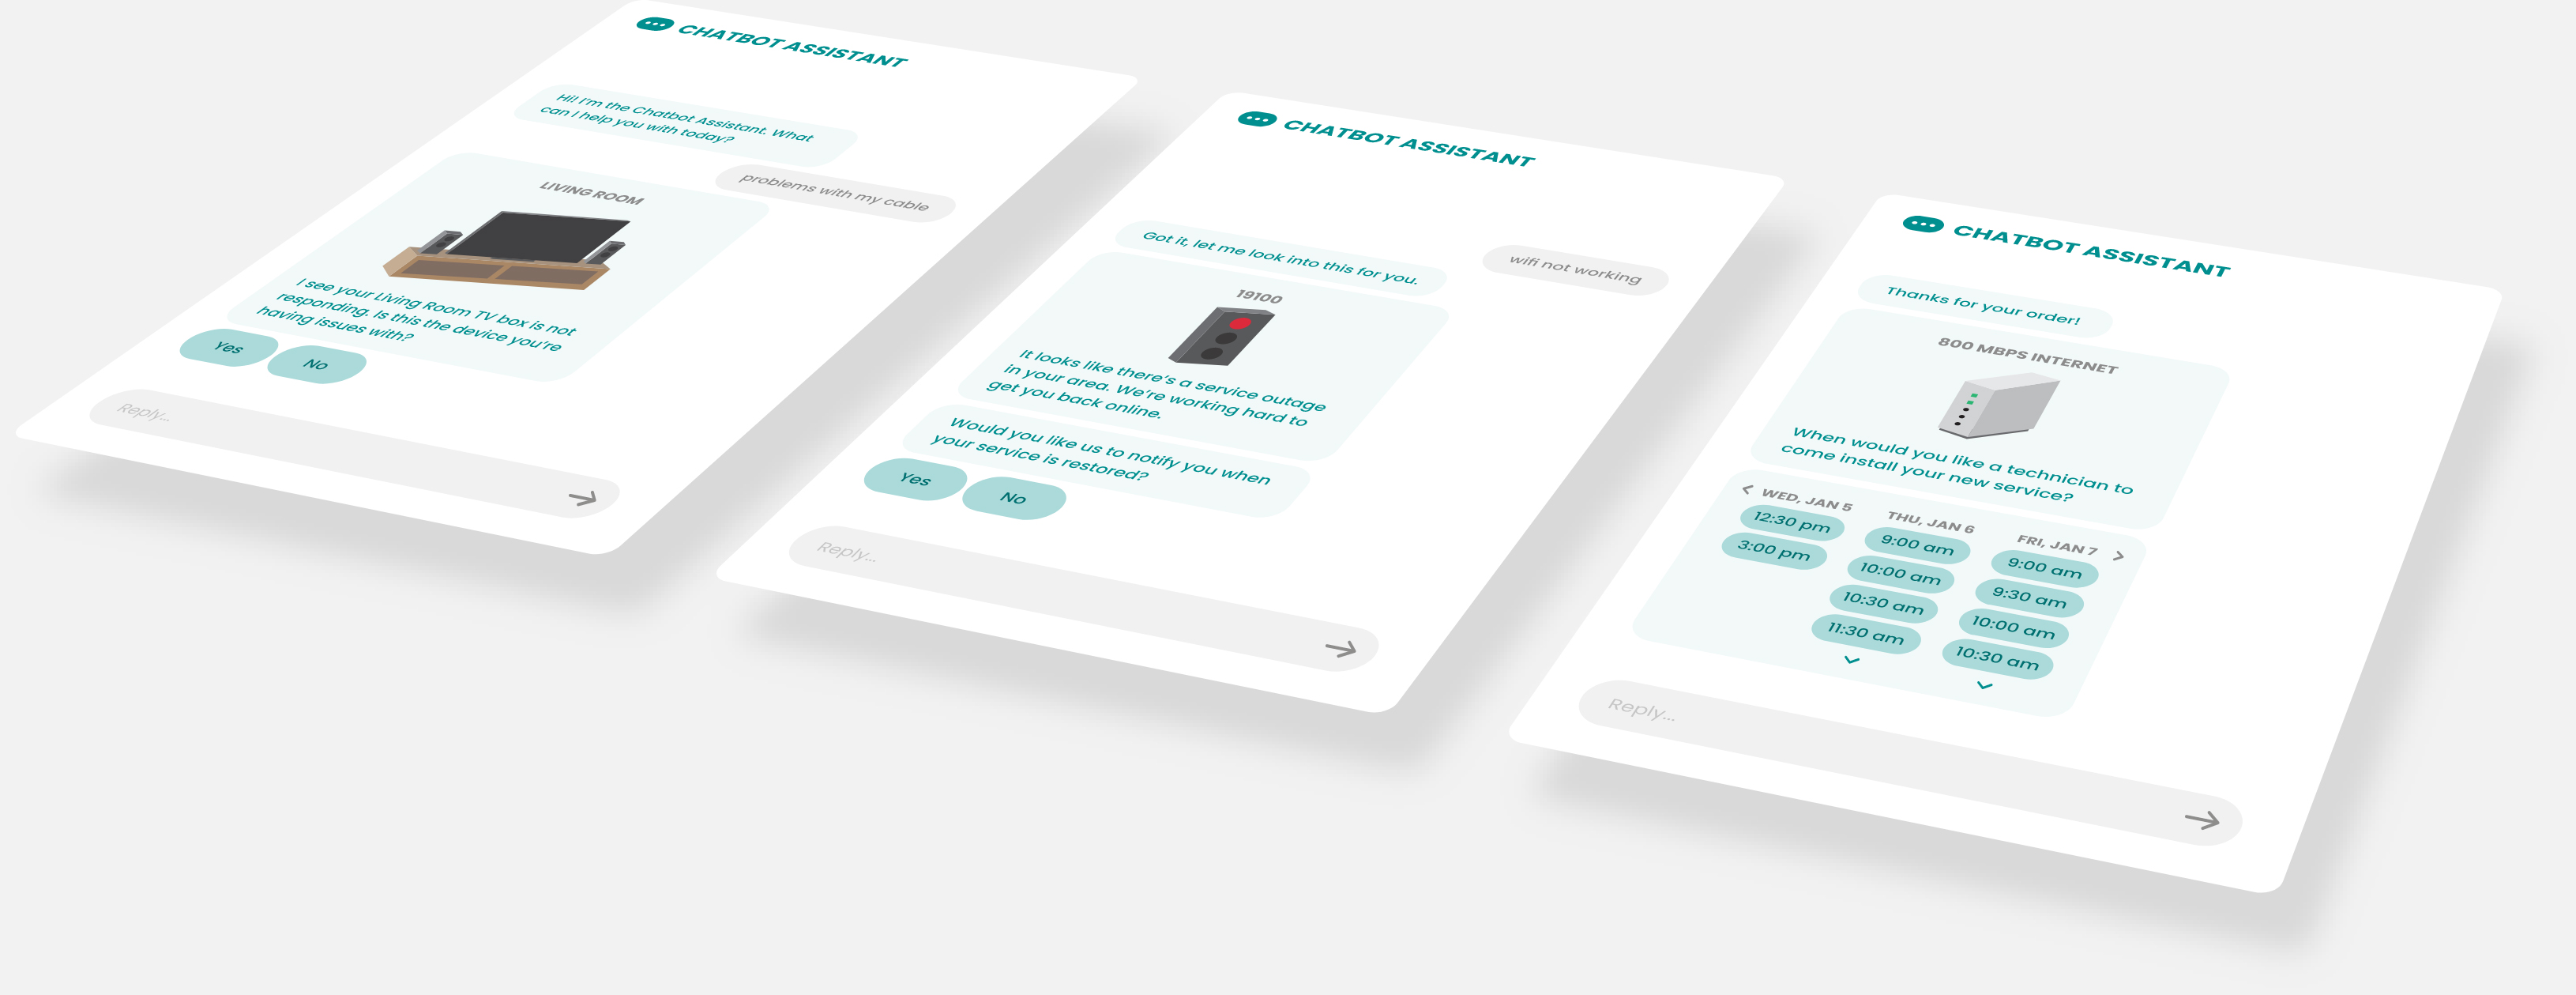 CHATBOT ASSISTANT
Hi! I'm the Chatbot Assistant. What
can I help you with today?
problems with my cable
LIVING ROOM
I see your Living Room TV box is not
responding. Is this the device you're
having issues with?
Yes
No
Reply...
CHATBOT ASSISTANT
wifi not working
Got it, let me look into this for you.
19100
It looks like there's a service outage
in your area. We're working hard to
get you back online.
Would you like us to notify you when
your service is restored?
Yes
No
Reply...
CHATBOT ASSISTANT
Thanks for your order!
800 MBPS INTERNET
When would you like a technician to
come install your new service?
WED, JAN 5
12:30 pm
3:00 pm
THU, JAN 6
9:00 am
10:00 am
10:30 am
11:30 am
FRI, JAN 7
9:00 am
9:30 am
10:00 am
10:30 am
Reply...